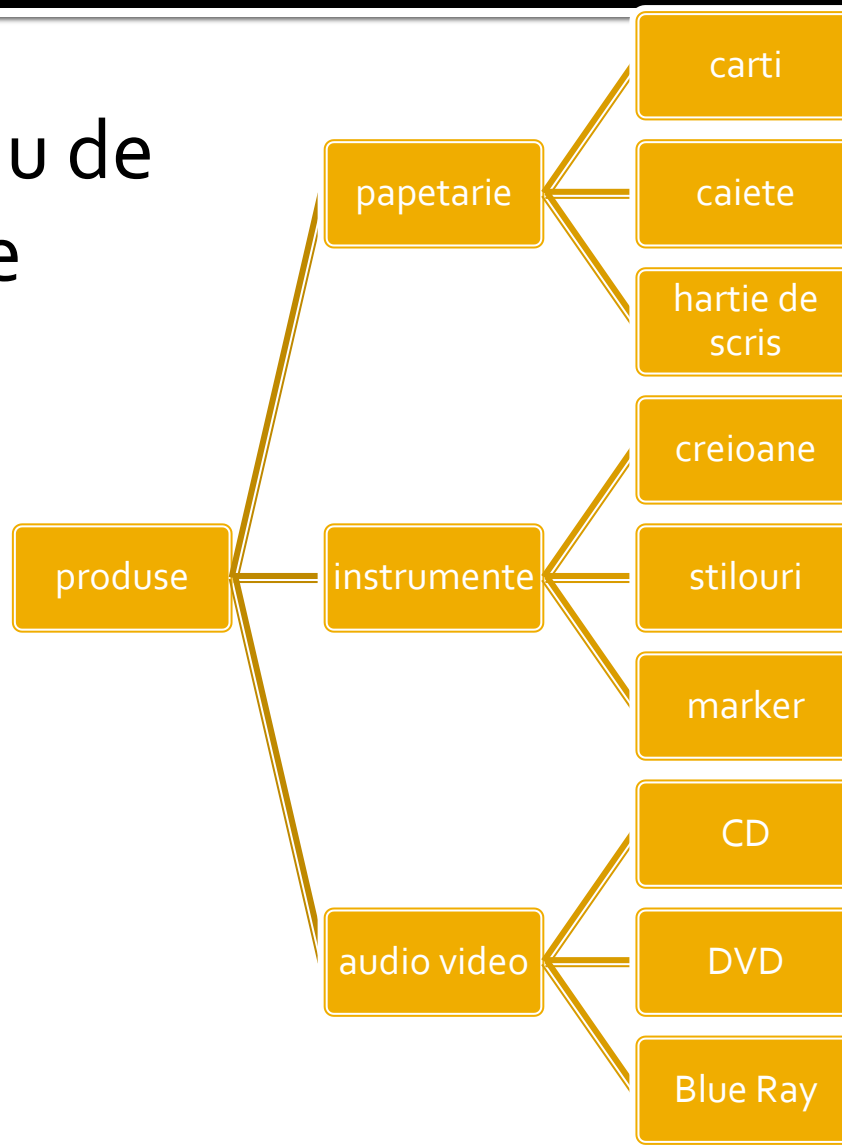 u de
e
produse
papetarie
carti
caiete
hartie de
scris
instrumente
creioane
stilouri
marker
audio video
CD
DVD
Blue Ray